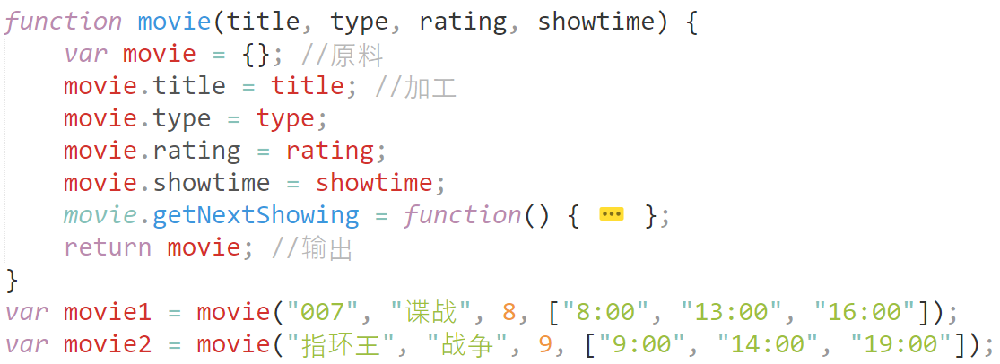 function movie(title, type, rating, showtime) {
    var movie = {}; //原料
    movie.title = title; //加工
    movie.type = type;
    movie.rating = rating;
    movie.showtime = showtime;
    movie.getNextShowing = function() { ⋯ };
    return movie; //输出
}
var movie1 = movie("007", "谍战", 8, ["8:00", "13:00", "16:00"]);
var movie2 = movie("指环王", "战争", 9, ["9:00", "14:00", "19:00"]);